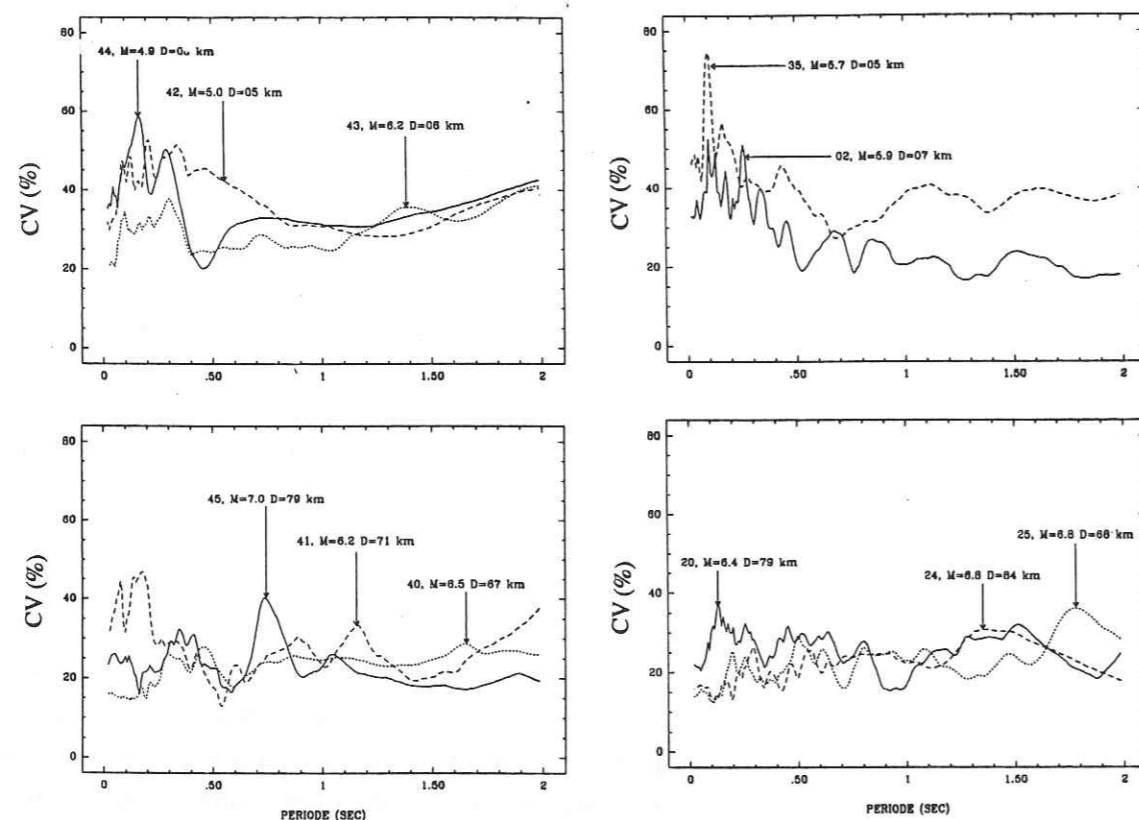 44, M=4.9 D=0 km
42, M=5.0 D=05 km
43, M=6.2 D=06 km
CV (%)
80
60
40
20
0
0 .50 1 1.50 2
35, M=5.7 D=05 km
02, M=5.9 D=07 km
CV (%)
80
60
40
20
0
0 .50 1 1.50 2
45, M=7.0 D=79 km
41, M=6.2 D=71 km
40, M=6.5 D=67 km
CV (%)
80
60
40
20
0
0 .50 1 1.50 2
PERIODE (SEC)
20, M=6.4 D=79 km
24, M=6.8 D=64 km
25, M=6.8 D=66 km
CV (%)
80
60
40
20
0
0 .50 1 1.50 2
PERIODE (SEC)